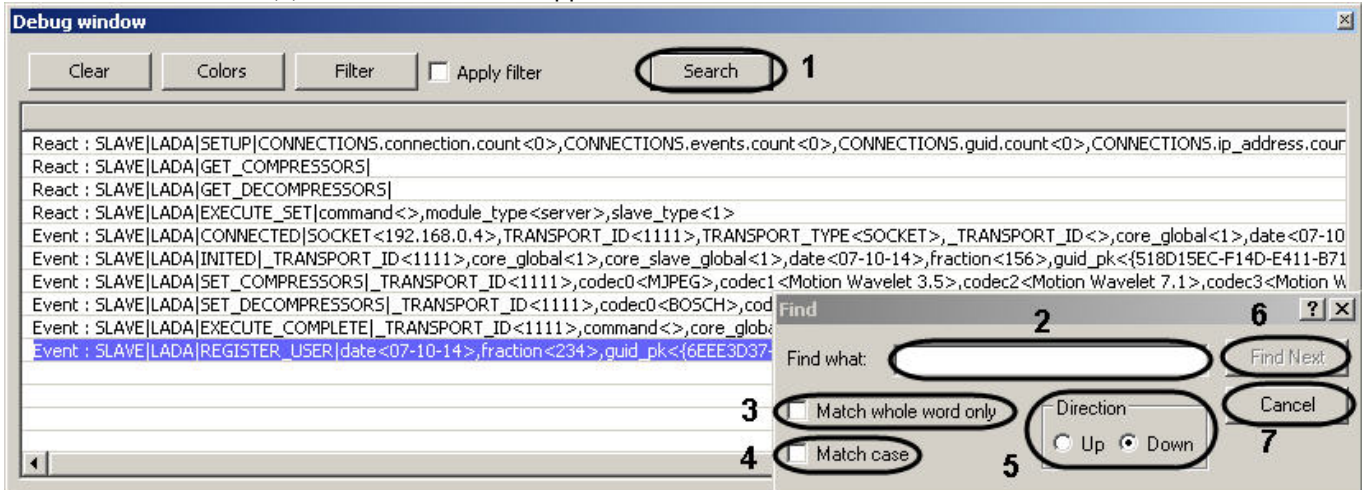 Debug window
Clear Colors Filter Apply filter Search 1
React : SLAVE|LADA|SETUP|CONNECTIONS.connection.count<0>,CONNECTIONS.events.count<0>,CONNECTIONS.guid.count<0>,CONNECTIONS.ip_address.coun
React : SLAVE|LADA|GET_COMPRESSORS|
React : SLAVE|LADA|GET_DECOMPRESSORS|
React : SLAVE|LADA|EXECUTE_SET|command<>,module_type<server>,slave_type<1>
Event : SLAVE|LADA|CONNECTED|SOCKET<192.168.0.4>,TRANSPORT_ID<1111>,TRANSPORT_TYPE<SOCKET>,_TRANSPORT_ID<>,core_global<1>,date<07-10
Event : SLAVE|LADA|INITED|_TRANSPORT_ID<1111>,core_global<1>,core_slave_global<1>,date<07-10-14>,fraction<156>,guid_pk<{518D15EC-F14D-E411-B71
Event : SLAVE|LADA|SET_COMPRESSORS|_TRANSPORT_ID<1111>,codec0<MJPEG>,codec1<Motion Wavelet 3.5>,codec2<Motion Wavelet 7.1>,codec3<Motion W
Event : SLAVE|LADA|SET_DECOMPRESSORS|_TRANSPORT_ID<1111>,codec0<BOSCH>,cod
Event : SLAVE|LADA|EXECUTE_COMPLETE|_TRANSPORT_ID<1111>,command<>,core_globa
Event : SLAVE|LADA|REGISTER_USER|date<07-10-14>,fraction<234>,guid_pk<{6EEE3D37-
Find ? 
2 6
Find what: Find Next
3 Match whole word only Direction Cancel
4 Match case 5 Up Down 7